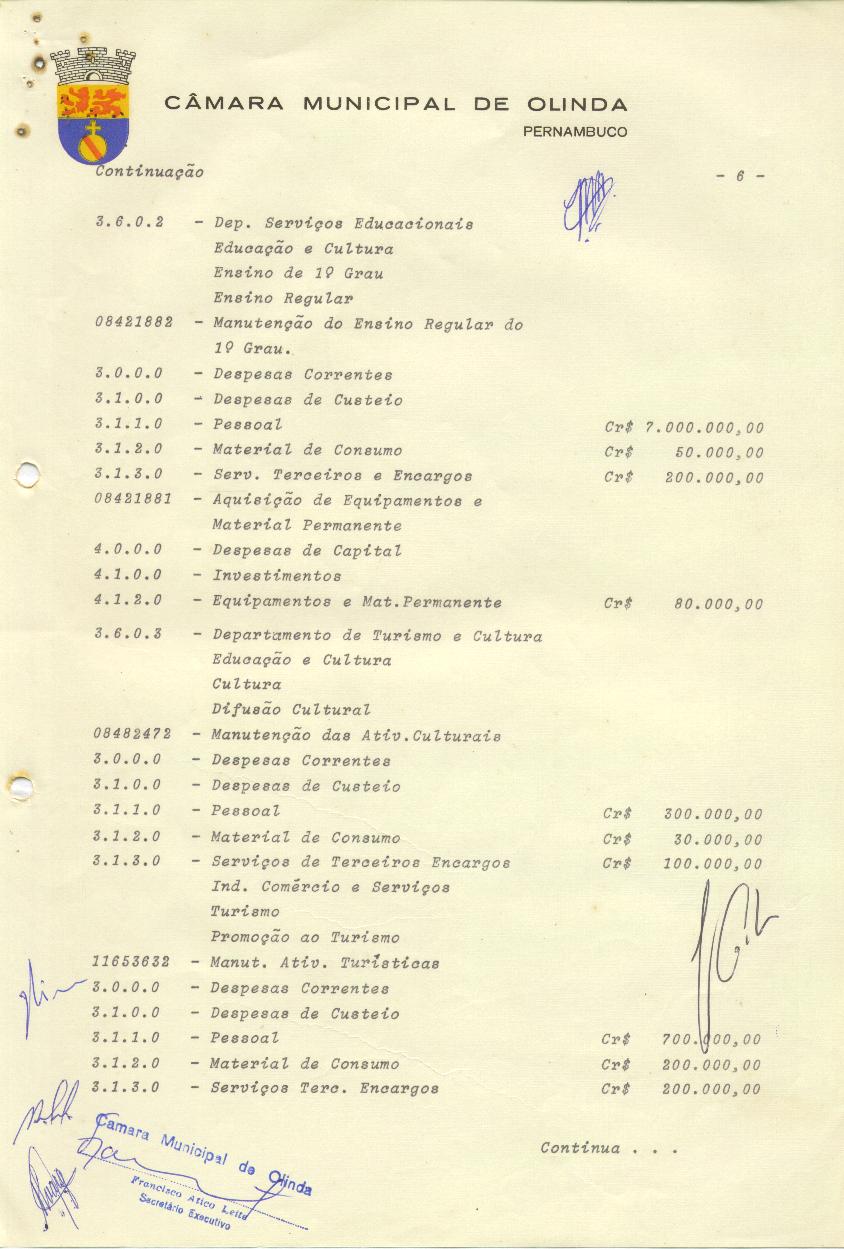 CÂMARA MUNICIPAL DE OLINDA
PERNAMBUCO
Continuação - 6 -
3.6.0.2 - Dep. Serviços Educacionais
Educação e Cultura
Ensino de 1º Grau
Ensino Regular
08421882 - Manutenção do Ensino Regular do
1º Grau.
3.0.0.0 - Despesas Correntes
3.1.0.0 - Despesas de Custeio
3.1.1.0 - Pessoal Cr$ 7.000.000,00
3.1.2.0 - Material de Consumo Cr$ 50.000,00
3.1.3.0 - Serv. Terceiros e Encargos Cr$ 200.000,00
08421881 - Aquisição de Equipamentos e
Material Permanente
4.0.0.0 - Despesas de Capital
4.1.0.0 - Investimentos
4.1.2.0 - Equipamentos e Mat.Permanente Cr$ 80.000,00
3.6.0.3 - Departamento de Turismo e Cultura
Educação e Cultura
Cultura
Difusão Cultural
08482472 - Manutenção das Ativ.Culturais
3.0.0.0 - Despesas Correntes
3.1.0.0 - Despesas de Custeio
3.1.1.0 - Pessoal Cr$ 300.000,00
3.1.2.0 - Material de Consumo Cr$ 30.000,00
3.1.3.0 - Serviços de Terceiros Encargos Cr$ 100.000,00
Ind. Comércio e Serviços
Turismo
Promoção ao Turismo
11653632 - Manut. Ativ. Turísticas
3.0.0.0 - Despesas Correntes
3.1.0.0 - Despesas de Custeio
3.1.1.0 - Pessoal Cr$ 700.000,00
3.1.2.0 - Material de Consumo Cr$ 200.000,00
3.1.3.0 - Serviços Terc. Encargos Cr$ 200.000,00
Continua . . .
Camara Municipal de Olinda
Francisco Atico Leite
Secretário Executivo